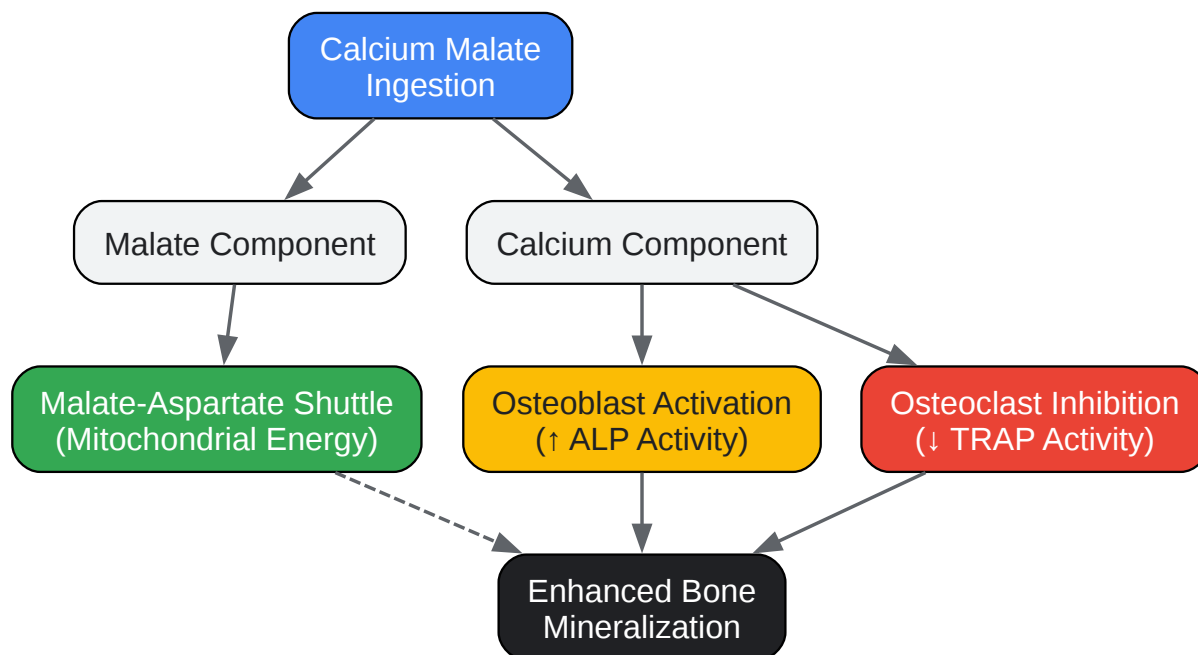 Calcium Malate
Ingestion
Malate Component
Calcium Component
Malate-Aspartate Shuttle
(Mitochondrial Energy)
Osteoblast Activation
(↑ ALP Activity)
Osteoclast Inhibition
(↓ TRAP Activity)
Enhanced Bone
Mineralization